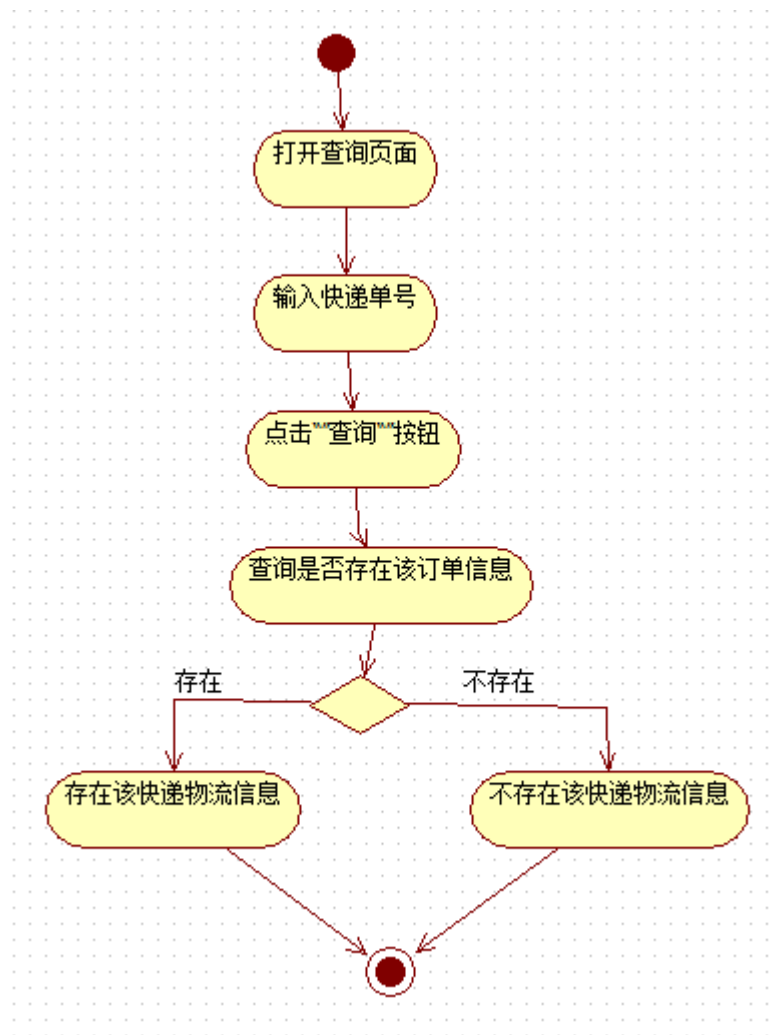 打开查询页面
输入快递单号
点击""查询""按钮
查询是否存在该订单信息
存在
不存在
存在该快递物流信息
不存在该快递物流信息